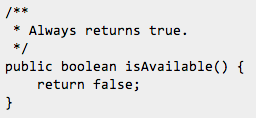 /**
 * Always returns true.
 */
public boolean isAvailable() {
    return false;
}